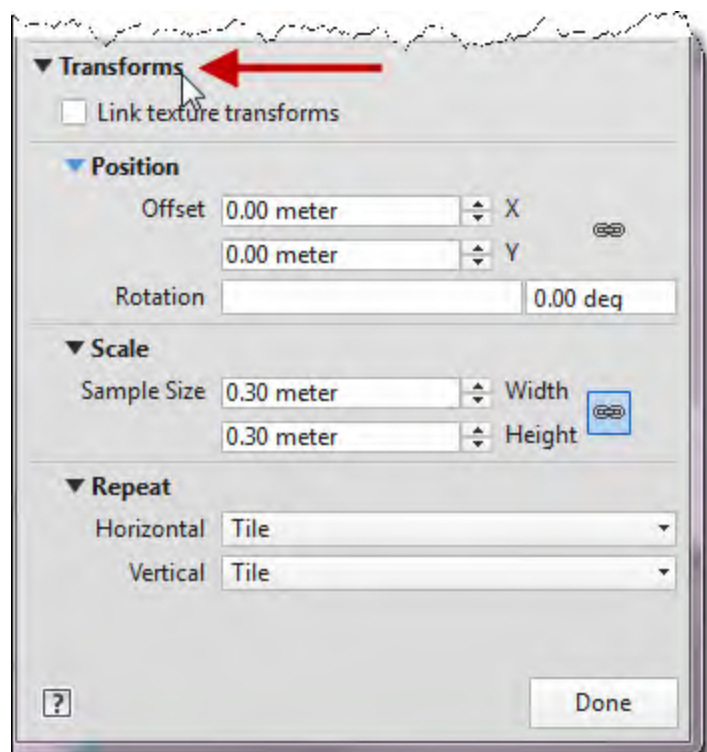 Transforms
Link texture transforms
Position
Offset 0.00 meter X
0.00 meter Y
Rotation 0.00 deg
Scale
Sample Size 0.30 meter Width
0.30 meter Height
Repeat
Horizontal Tile
Vertical Tile
? Done